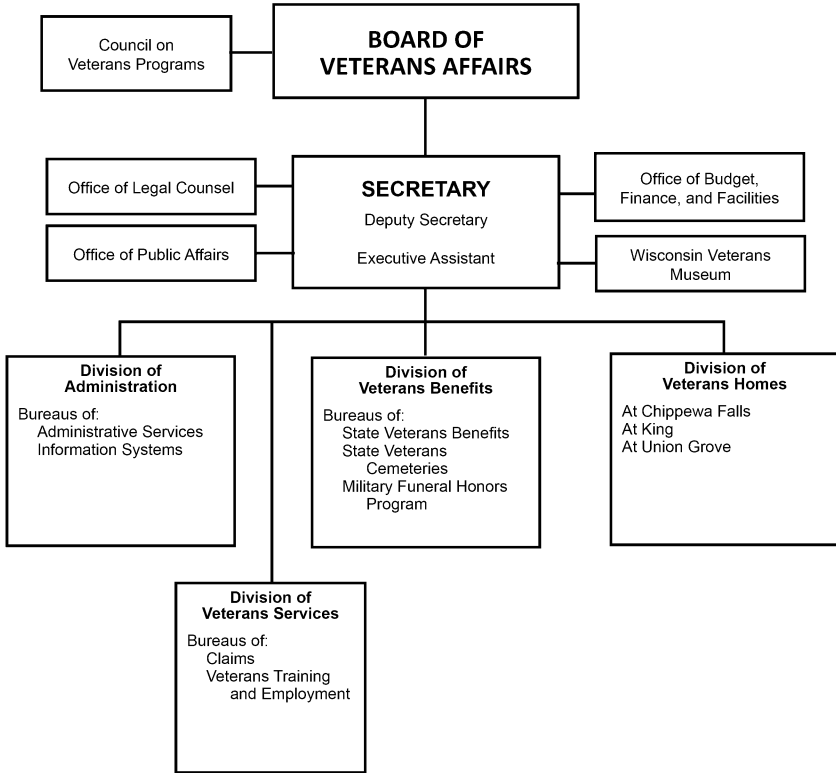 Council on
Veterans Programs
BOARD OF
VETERANS AFFAIRS
Office of Legal Counsel
Office of Public Affairs
SECRETARY
Deputy Secretary
Executive Assistant
Office of Budget,
Finance, and Facilities
Wisconsin Veterans
Museum
Division of
Administration
Bureaus of:
Administrative Services
Information Systems
Division of
Veterans Benefits
Bureaus of:
State Veterans Benefits
State Veterans
Cemeteries
Military Funeral Honors
Program
Division of
Veterans Homes
At Chippewa Falls
At King
At Union Grove
Division of
Veterans Services
Bureaus of:
Claims
Veterans Training
and Employment